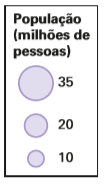 População
(milhões de
pessoas)
35
20
10